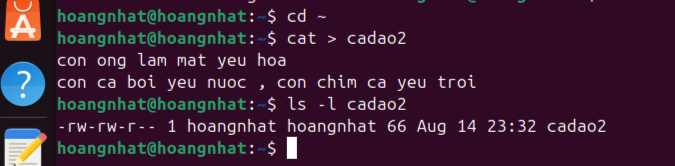 hoangnhat@hoangnhat:~$ cd ~
hoangnhat@hoangnhat:~$ cat > cadao2
con ong lam mat yeu hoa
con ca boi yeu nuoc , con chim ca yeu troi
hoangnhat@hoangnhat:~$ ls -l cadao2
-rw-rw-r-- 1 hoangnhat hoangnhat 66 Aug 14 23:32 cadao2
hoangnhat@hoangnhat:~$